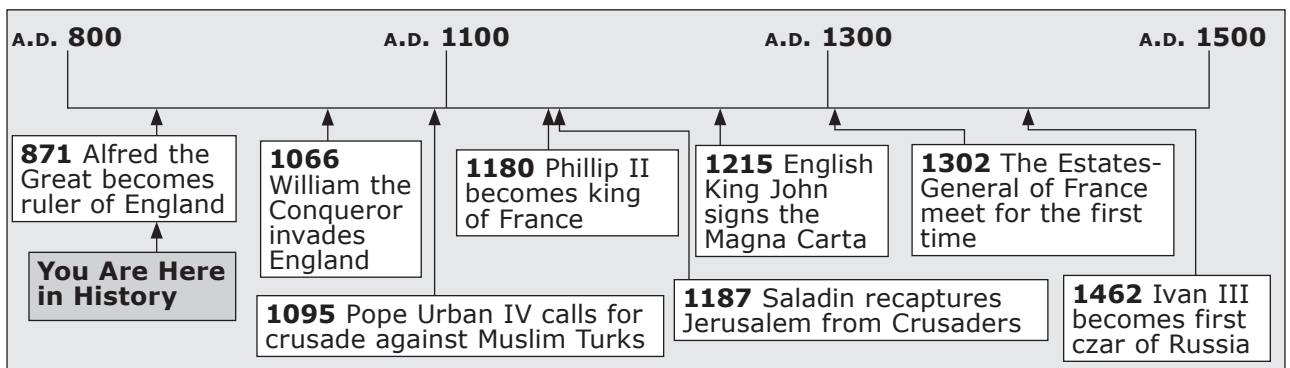 A.D. 800
A.D. 1100
A.D. 1300
A.D. 1500
871 Alfred the
Great becomes
ruler of England
You Are Here
in History
1066
William the
Conqueror
invades
England
1095 Pope Urban IV calls for
crusade against Muslim Turks
1180 Phillip II
becomes king
of France
1187 Saladin recaptures
Jerusalem from Crusaders
1215 English
King John
signs the
Magna Carta
1302 The Estates-
General of France
meet for the first
time
1462 Ivan III
becomes first
czar of Russia